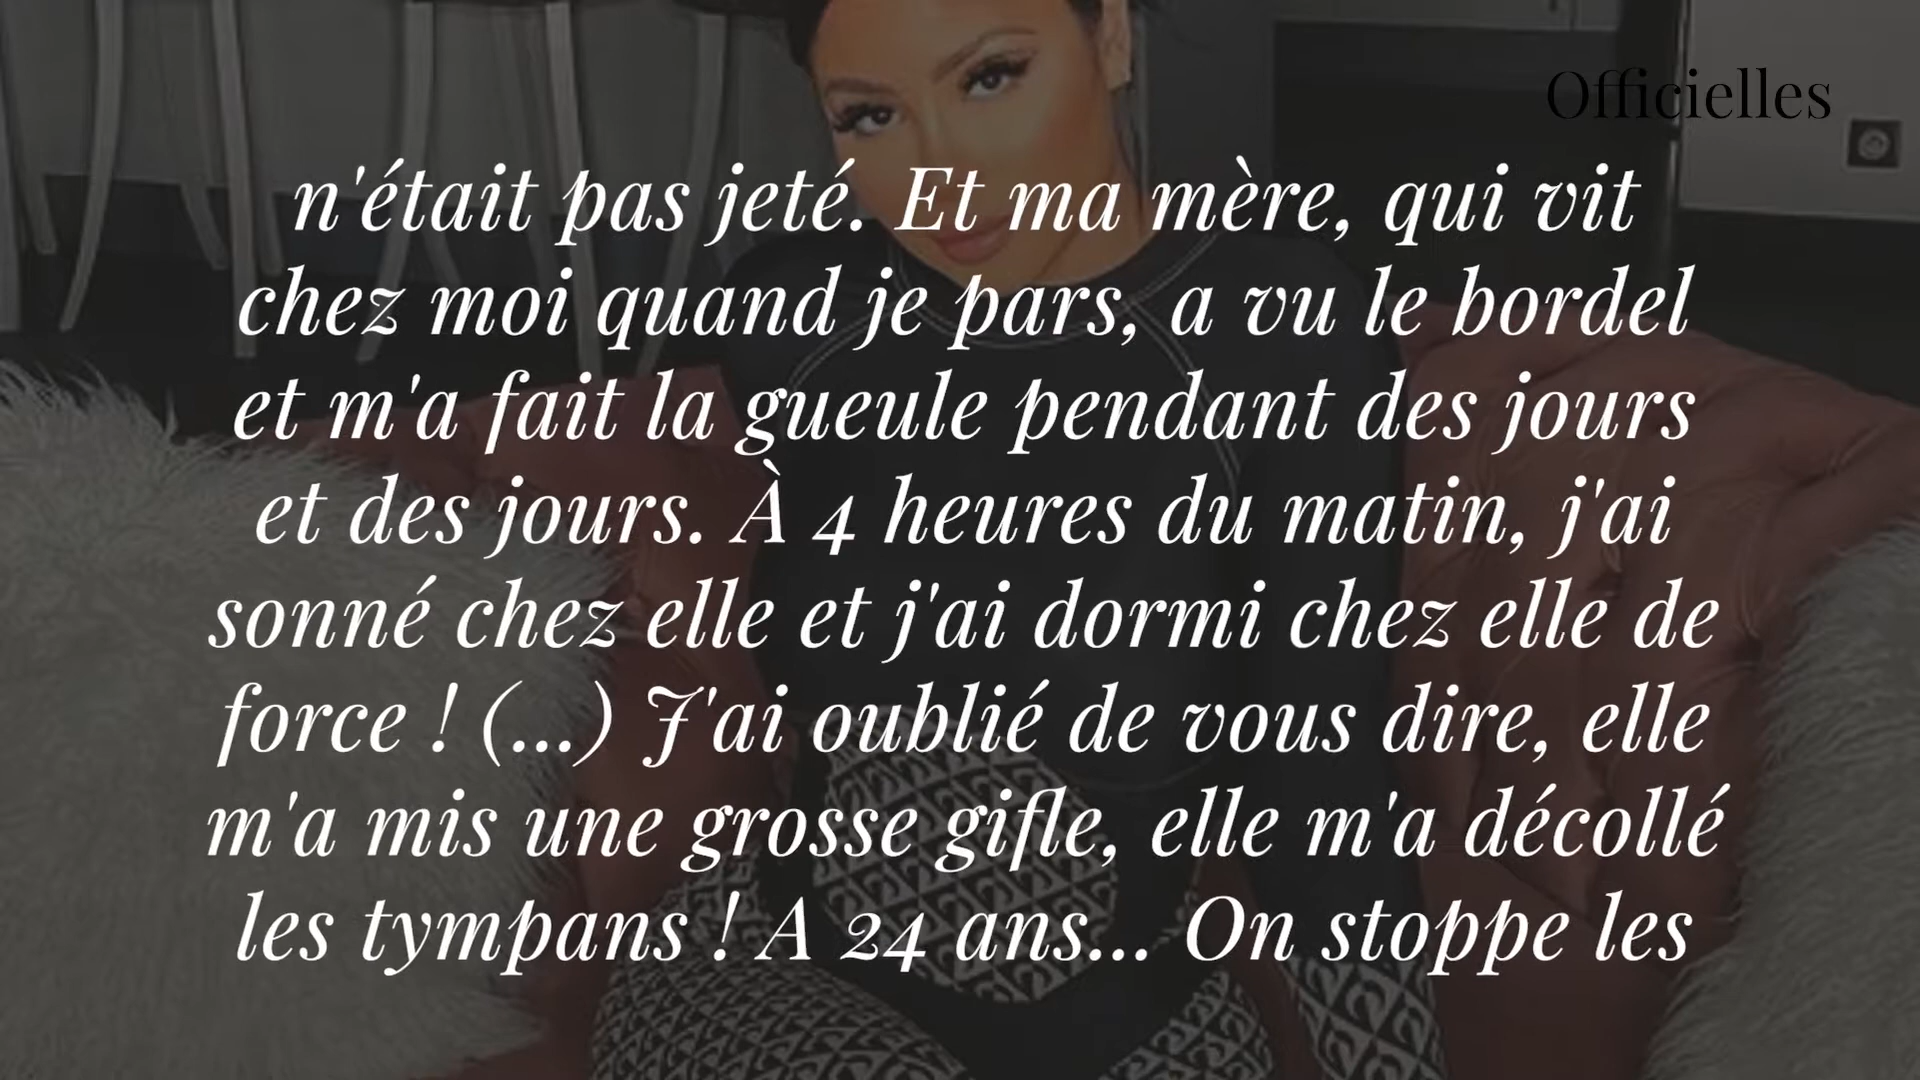 Officielles
n'était pas jeté. Et ma mère, qui vit
chez moi quand je pars, a vu le bordel
et m'a fait la gueule pendant des jours
et des jours. À 4 heures du matin, j'ai
sonné chez elle et j'ai dormi chez elle de
force ! (...) J'ai oublié de vous dire, elle
m'a mis une grosse gifle, elle m'a décollé
les tympans ! A 24 ans... On stoppe les